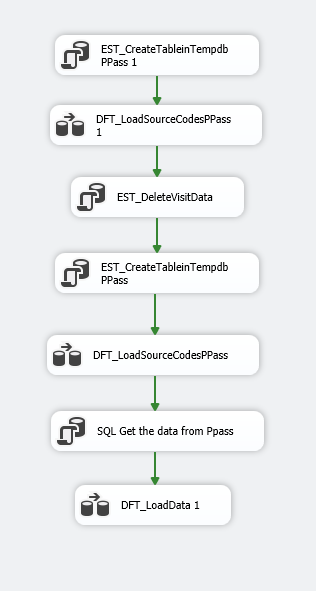 EST_CreateTableinTempdb
PPass 1
DFT_LoadSourceCodesPPass
1
EST_DeleteVisitData
EST_CreateTableinTempdb
PPass
DFT_LoadSourceCodesPPass
SQL Get the data from Ppass
DFT_LoadData 1